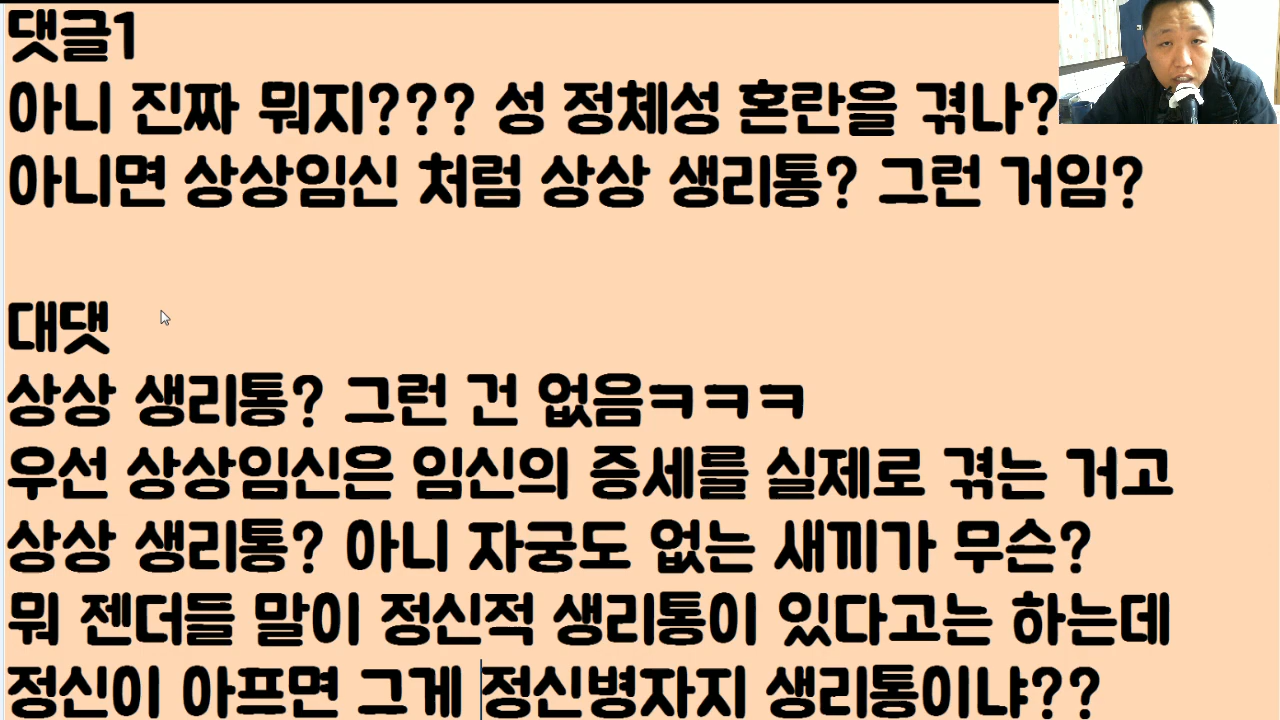 댓글1
아니 진짜 뭐지??? 성 정체성 혼란을 겪나?
아니면 상상임신 처럼 상상 생리통? 그런 거임?
대댓
상상 생리통? 그런 건 없음ㅋㅋㅋ
우선 상상임신은 임신의 증세를 실제로 겪는 거고
상상 생리통? 아니 자궁도 없는 새끼가 무슨?
뭐 젠더들 말이 정신적 생리통이 있다고는 하는데
정신이 아프면 그게 정신병자지 생리통이냐??